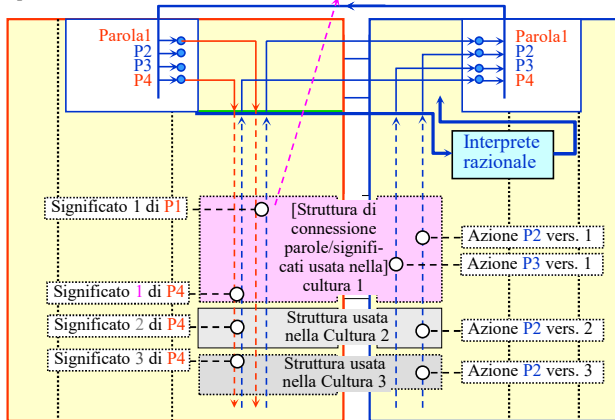 Parola1
P2
P3
P4
Parola1
P2
P3
P4
Interprete
razionale
Significato 1 di P1
[Struttura di
connessione
parole/signifi-
cati usata nella]
cultura 1
Azione P2 vers. 1
Azione P3 vers. 1
Significato 1 di P4
Significato 2 di P4
Struttura usata
nella Cultura 2
Azione P2 vers. 2
Significato 3 di P4
Struttura usata
nella Cultura 3
Azione P2 vers. 3